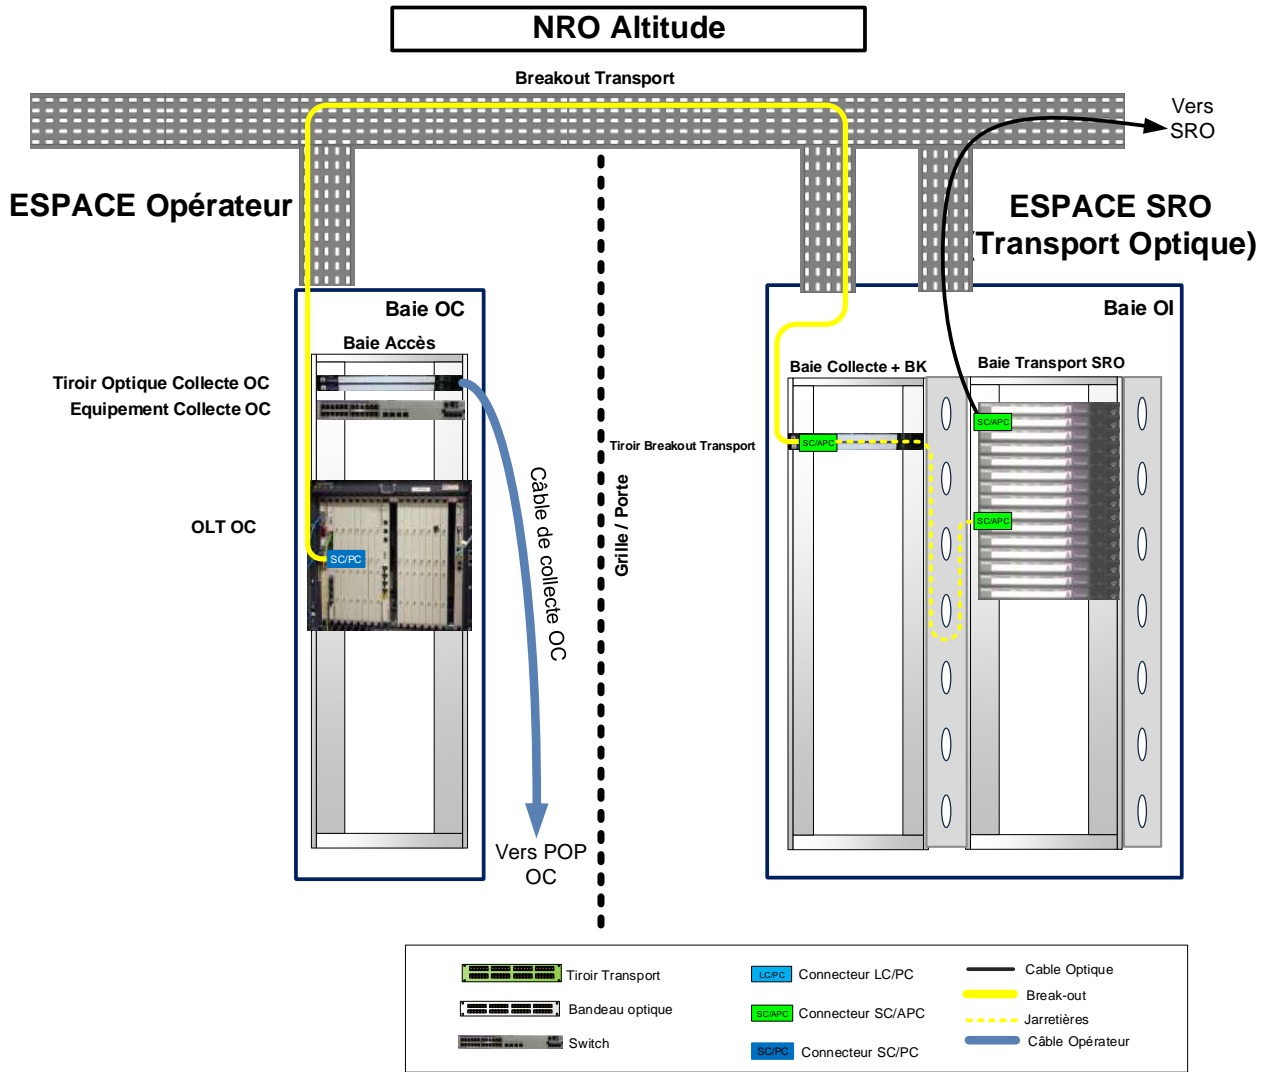 NRO Altitude
Breakout Transport
Vers
SRO
ESPACE Opérateur
ESPACE SRO
(Transport Optique)
Baie OC
Baie OI
Baie Accès
Baie Collecte + BK
Baie Transport SRO
Tiroir Optique Collecte OC
Equipement Collecte OC
SC/APC
Tiroir Breakout Transport
SC/APC
Câble de collecte OC
Grille / Porte
OLT OC
SC/APC
SC/PC
Vers POP
OC
Tiroir Transport
LC/PC
Connecteur LC/PC
Cable Optique
Break-out
Bandeau optique
SC/APC
Connecteur SC/APC
Jarretières
Switch
SC/PC
Connecteur SC/PC
Câble Opérateur